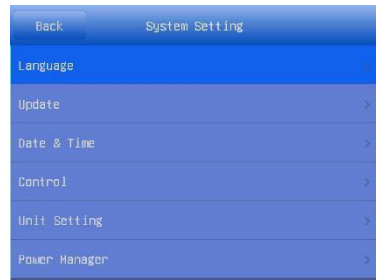 Back
System Setting
Language
Update
Date & Time
Control
Unit Setting
Power Manager